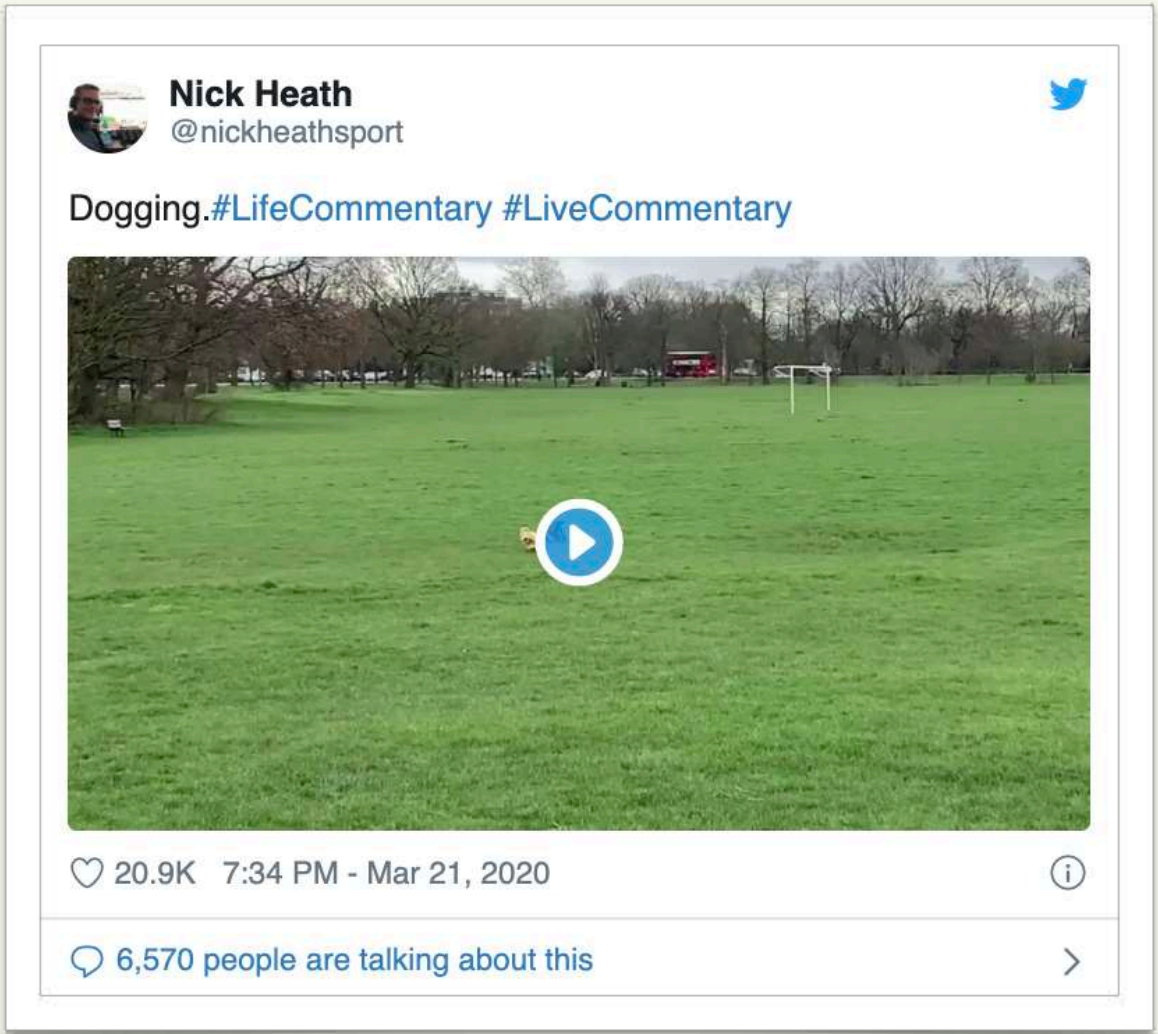 Nick Heath
@nickheathsport
Dogging.#LifeCommentary #LiveCommentary
20.9K 7:34 PM - Mar 21, 2020
6,570 people are talking about this